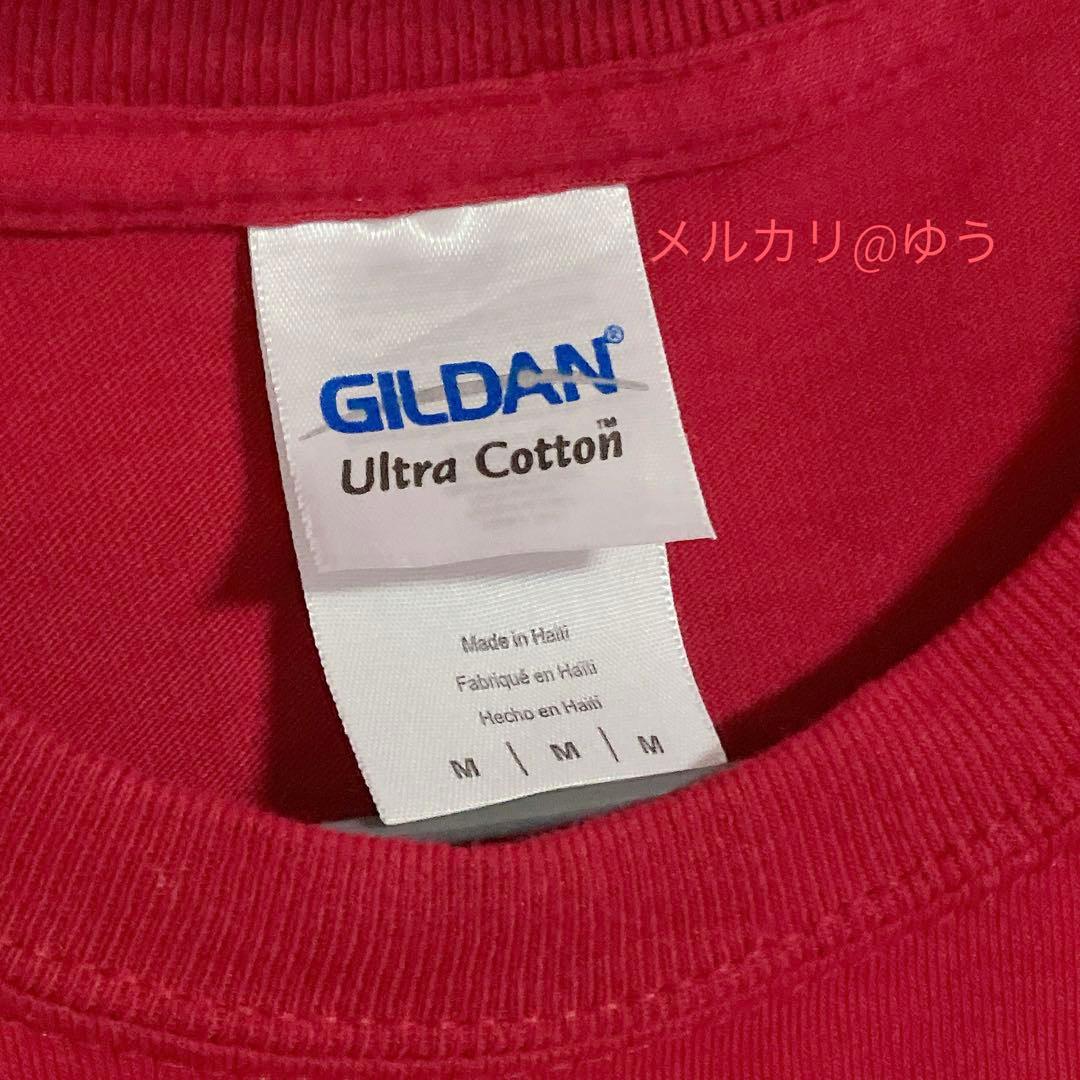 メルカリ@ゆう
GILDAN®
Ultra Cotton™
Made in Haiti
Fabriqué en Haïti
Hecho en Haití
M | M | M